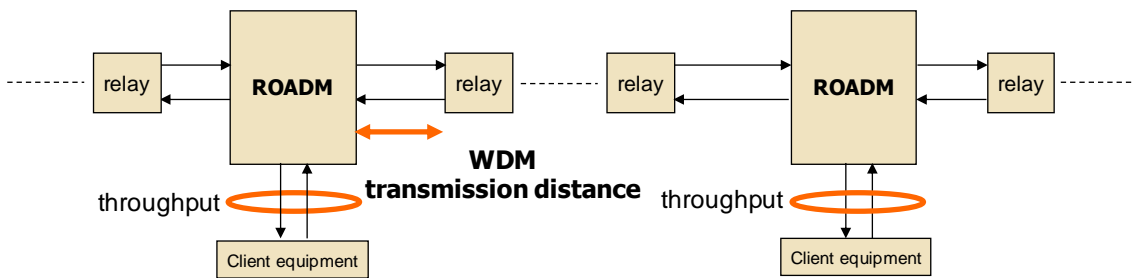 relay
ROADM
relay
relay
ROADM
relay
WDM
transmission distance
throughput
throughput
Client equipment
Client equipment